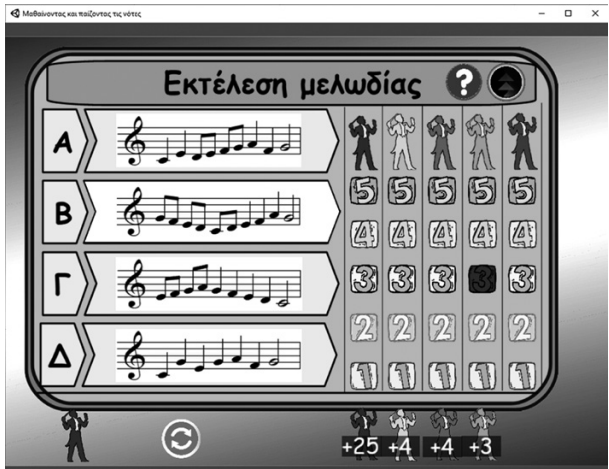 Μαθαίνοντας και παίζοντας τις νότες
Εκτέλεση μελωδίας ?
Α
Β
Γ
Δ
5 5 5 5 5
4 4 4 4 4
3 3 3 3 3
2 2 2 2 2
1 1 1 1 1
+25 +4 +4 +3